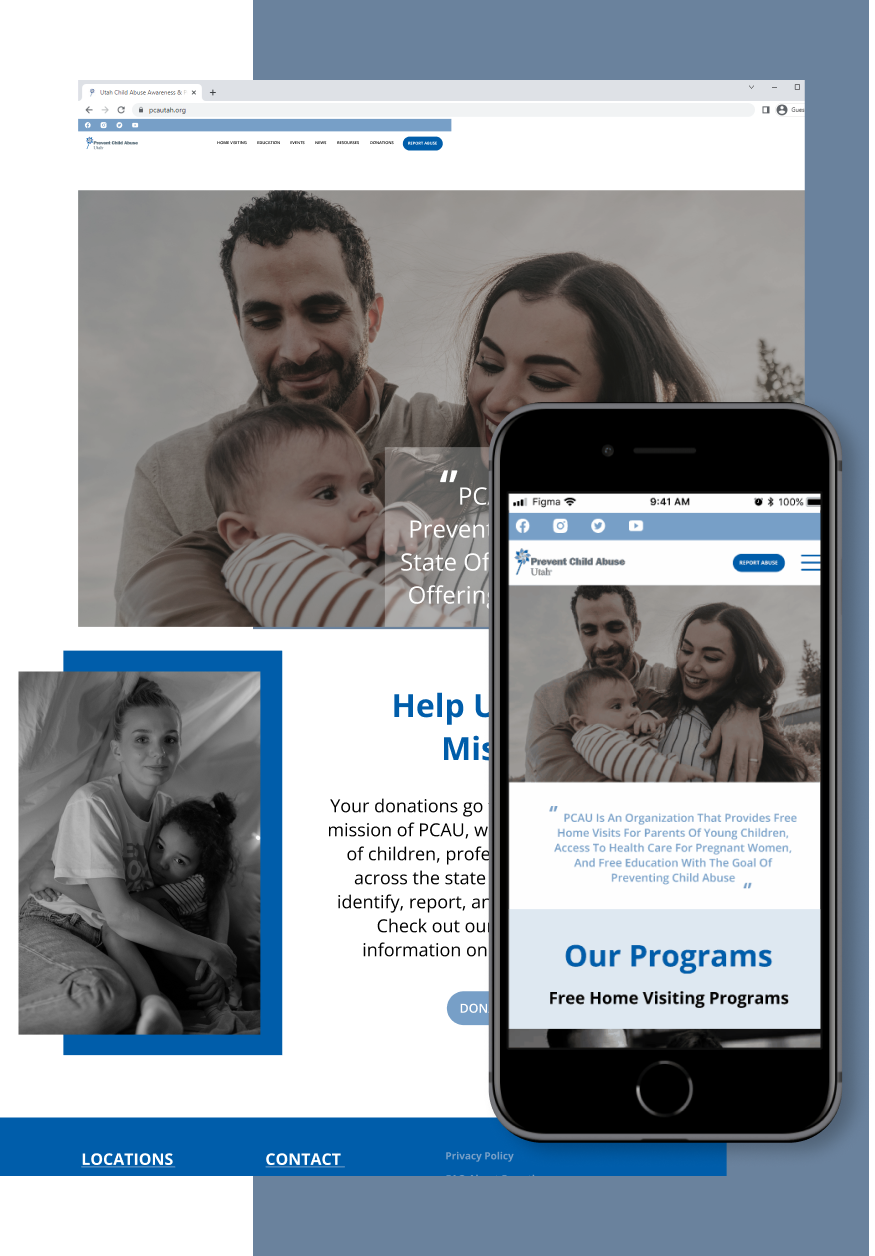 Utah Child Abuse Awareness &
pcautah.org
Gues
Prevent Child Abuse
Utah
HOME VISITING EDUCATION EVENTS NEWS RESOURSES DONATIONS REPORT ABUSE
" PCA
Prevent
State Of
Offering
Help U
Mis
Your donations go
mission of PCAU, w
of children, profe
across the state
identify, report, an
Check out our
information on
DON
LOCATIONS
CONTACT
Privacy Policy
Figma
9:41 AM
100%
Prevent Child Abuse
Utah
REPORT ABUSE
" PCAU Is An Organization That Provides Free
Home Visits For Parents Of Young Children,
Access To Health Care For Pregnant Women,
And Free Education With The Goal Of
Preventing Child Abuse "
Our Programs
Free Home Visiting Programs